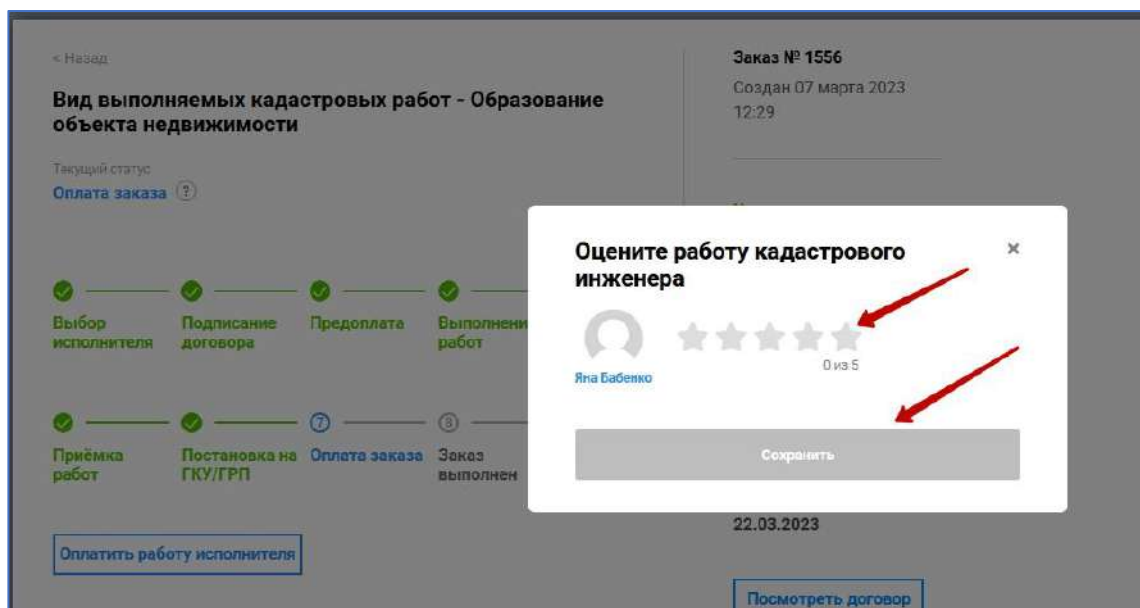 < Назад
Вид выполняемых кадастровых работ - Образование
объекта недвижимости
Текущий статус
Оплата заказа ?
Выбор
исполнителя
Подписание
договора
Предоплата
Выполнени
работ
Приёмка
работ
Постановка на
ГКУ/ГРП
7
Оплата заказа
8
Заказ
выполнен
Оплатить работу исполнителя
Заказ № 1556
Создан 07 марта 2023
12:29
Оцените работу кадастрового
инженера
×
Яна Бабенко
0 из 5
Сохранить
22.03.2023
Посмотреть договор